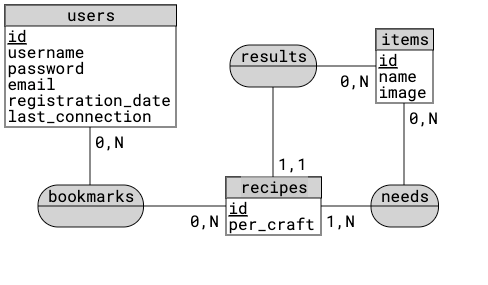 users
id
username
password
email
registration_date
last_connection
0,N
results
0,N
items
id
name
image
0,N
1,1
bookmarks
0,N
recipes
id
per_craft
1,N
needs